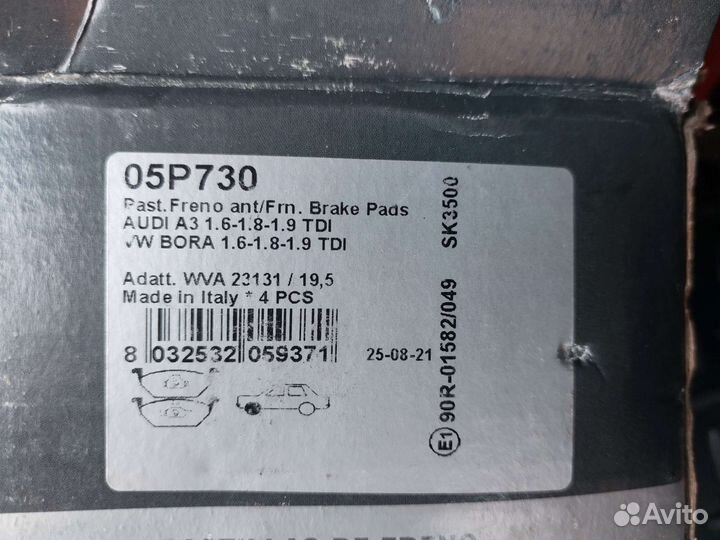 05P730
Past.Freno ant/Frn. Brake Pads
AUDI A3 1.6-1.8-1.9 TDI
VW BORA 1.6-1.8-1.9 TDI
Adatt. WVA 23131 / 19,5
Made in Italy * 4 PCS
8 032532 059371
25-08-21
E1 90R-01582/049 SK3500
DE FRENO
Avito